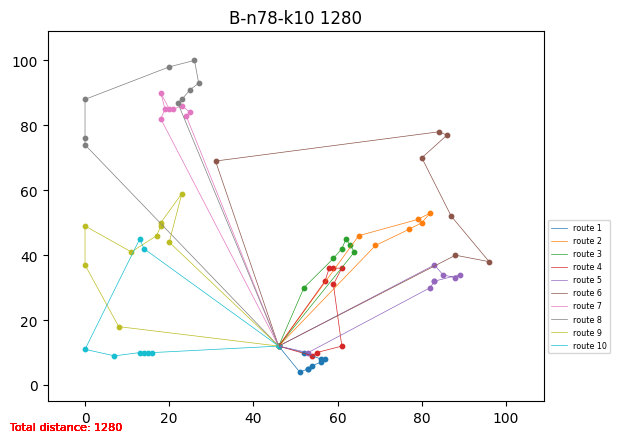 B-n78-k10 1280
100
80
60
40
20
0
0 20 40 60 80 100
route 1
route 2
route 3
route 4
route 5
route 6
route 7
route 8
route 9
route 10
Total distance: 1280